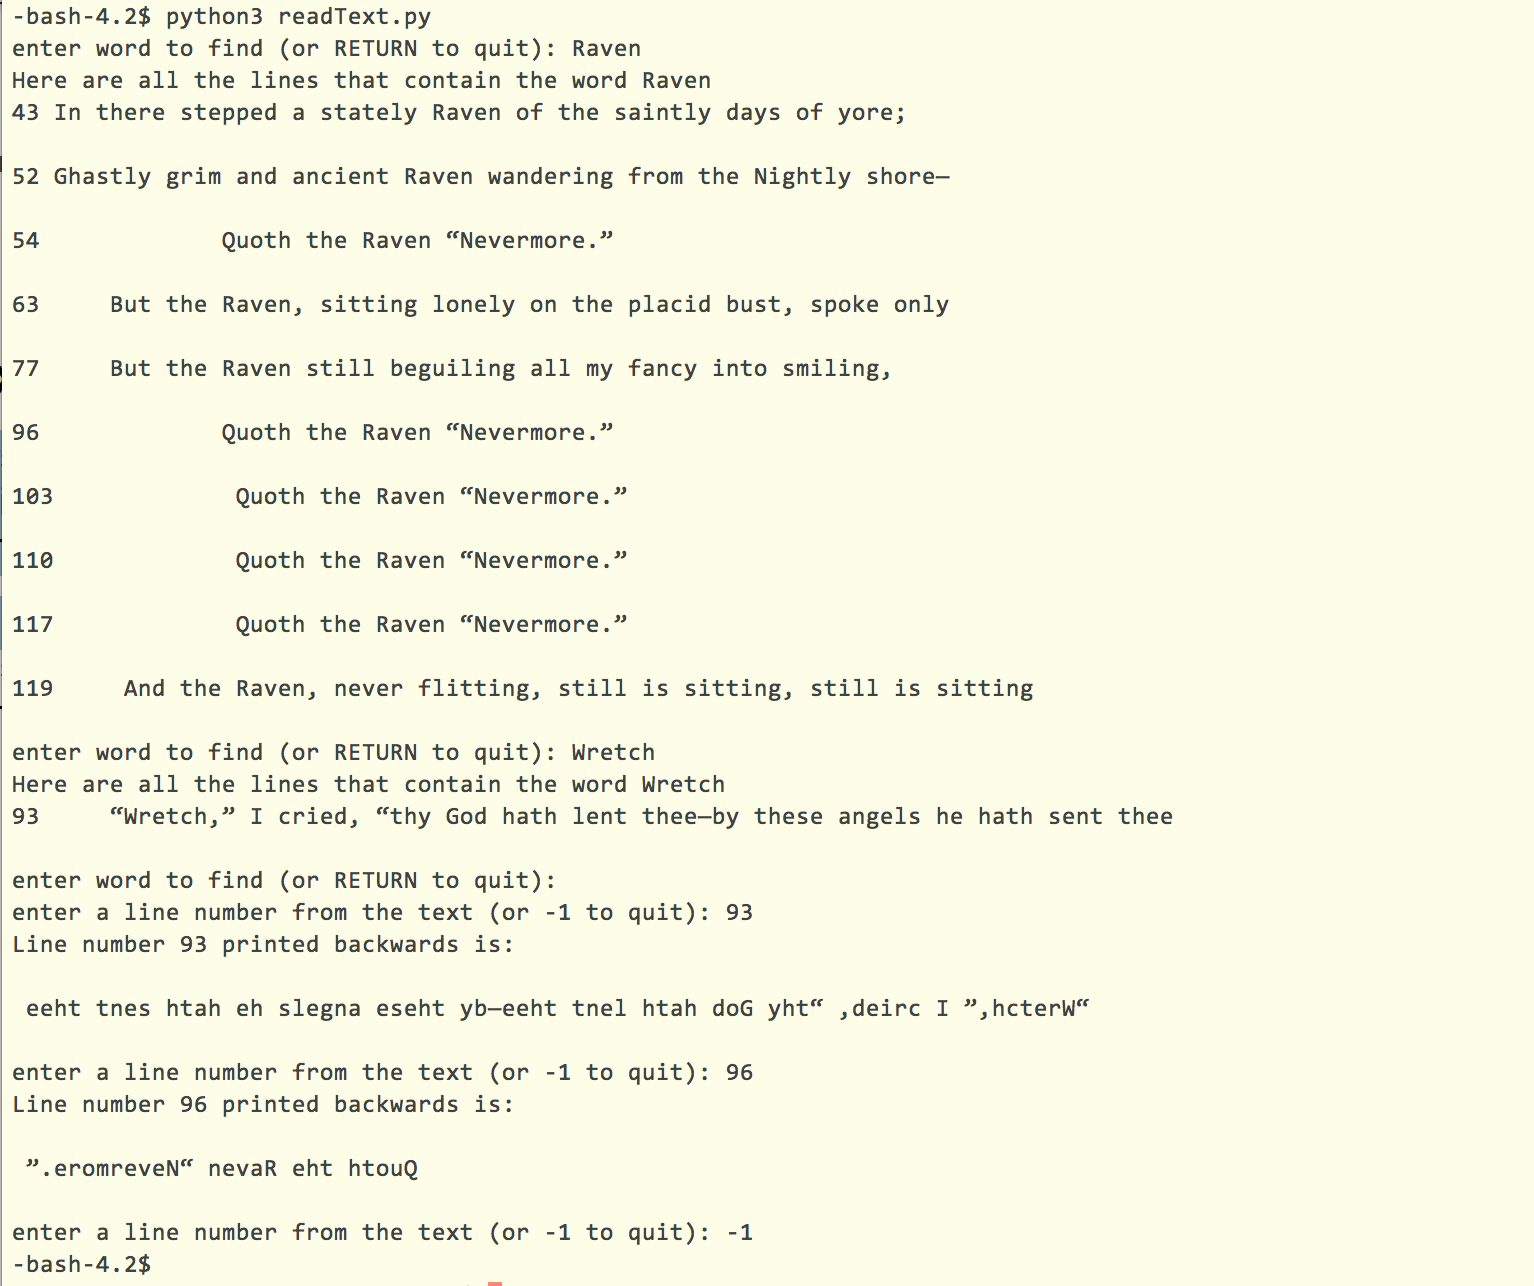 -bash-4.2$ python3 readText.py
enter word to find (or RETURN to quit): Raven
Here are all the lines that contain the word Raven
43 In there stepped a stately Raven of the saintly days of yore;
52 Ghastly grim and ancient Raven wandering from the Nightly shore—
54             Quoth the Raven “Nevermore.”
63     But the Raven, sitting lonely on the placid bust, spoke only
77     But the Raven still beguiling all my fancy into smiling,
96             Quoth the Raven “Nevermore.”
103             Quoth the Raven “Nevermore.”
110             Quoth the Raven “Nevermore.”
117             Quoth the Raven “Nevermore.”
119     And the Raven, never flitting, still is sitting, still is sitting
enter word to find (or RETURN to quit): Wretch
Here are all the lines that contain the word Wretch
93     “Wretch,” I cried, “thy God hath lent thee—by these angels he hath sent thee
enter word to find (or RETURN to quit):
enter a line number from the text (or -1 to quit): 93
Line number 93 printed backwards is:
 eeht tnes htah eh slegna eseht yb—eeht tnel htah doG yht“ ,deirc I ”,hcterW“
enter a line number from the text (or -1 to quit): 96
Line number 96 printed backwards is:
 ”.eromreveN“ nevaR eht htouQ
enter a line number from the text (or -1 to quit): -1
-bash-4.2$